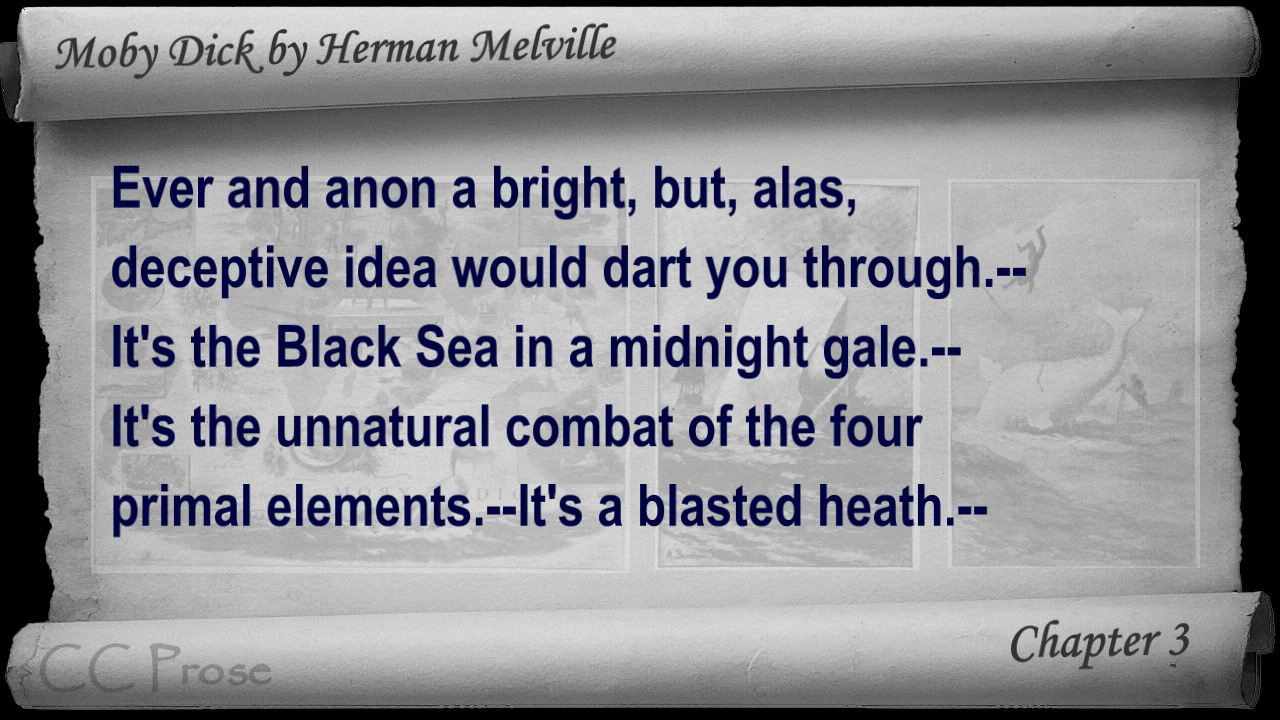 Moby Dick by Herman Melville
Ever and anon a bright, but, alas,
deceptive idea would dart you through.--
It's the Black Sea in a midnight gale.--
It's the unnatural combat of the four
primal elements.--It's a blasted heath.--
Chapter 3
CC Prose